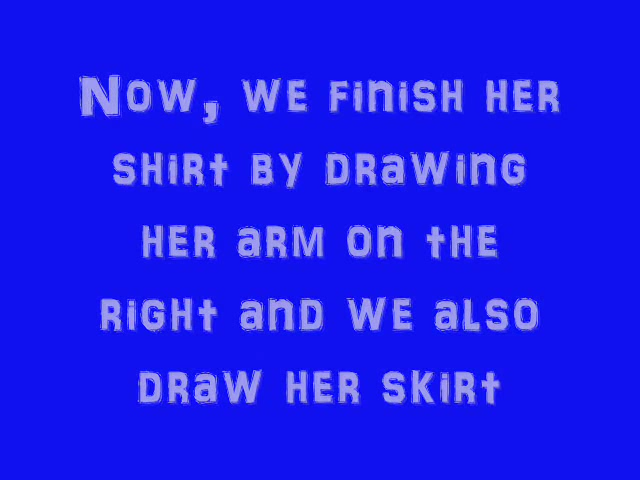 Now, we finish her
shirt by drawing
her arm on the
right and we also
draw her skirt